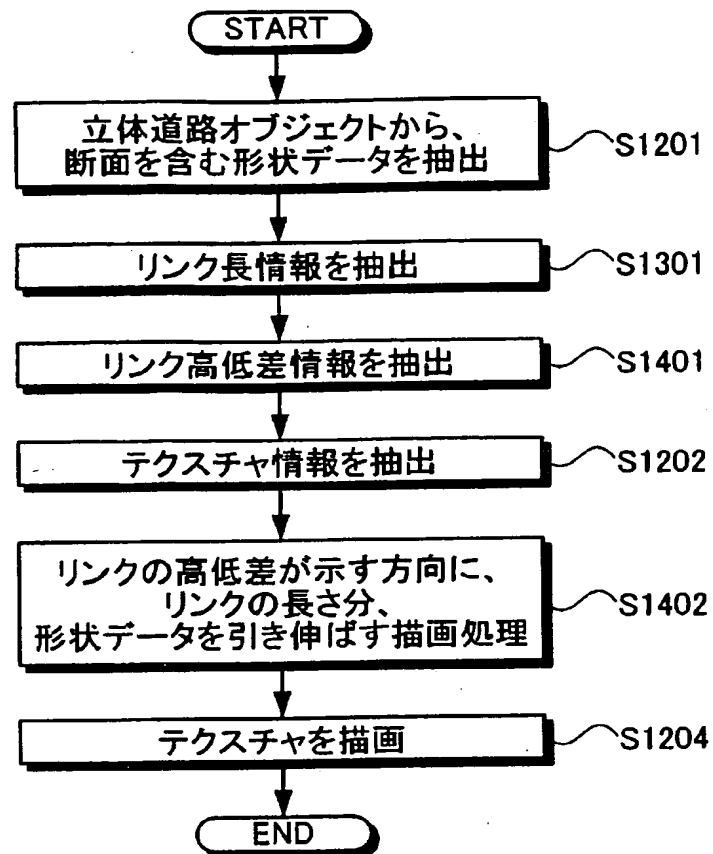 START
立体道路オブジェクトから、
断面を含む形状データを抽出
S1201
リンク長情報を抽出
S1301
リンク高低差情報を抽出
S1401
テクスチャ情報を抽出
S1202
リンクの高低差が示す方向に、
リンクの長さ分、
形状データを引き伸ばす描画処理
S1402
テクスチャを描画
S1204
END